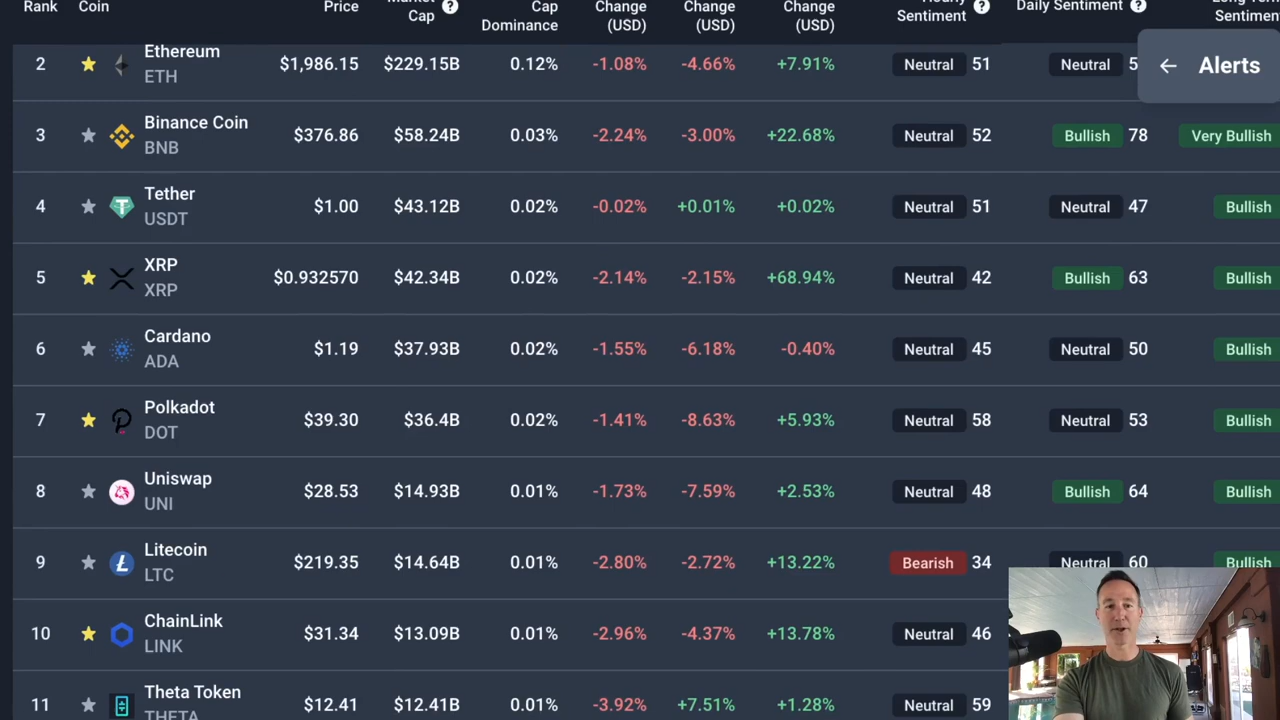 Rank Coin Price Market Cap Cap Dominance Change (USD) Change (USD) Change (USD) Hourly Sentiment Daily Sentiment Long Term Sentiment
2 Ethereum ETH $1,986.15 $229.15B 0.12% -1.08% -4.66% +7.91% Neutral 51 Neutral 5
← Alerts
3 Binance Coin BNB $376.86 $58.24B 0.03% -2.24% -3.00% +22.68% Neutral 52 Bullish 78 Very Bullish
4 Tether USDT $1.00 $43.12B 0.02% -0.02% +0.01% +0.02% Neutral 51 Neutral 47 Bullish
5 XRP XRP $0.932570 $42.34B 0.02% -2.14% -2.15% +68.94% Neutral 42 Bullish 63 Bullish
6 Cardano ADA $1.19 $37.93B 0.02% -1.55% -6.18% -0.40% Neutral 45 Neutral 50 Bullish
7 Polkadot DOT $39.30 $36.4B 0.02% -1.41% -8.63% +5.93% Neutral 58 Neutral 53 Bullish
8 Uniswap UNI $28.53 $14.93B 0.01% -1.73% -7.59% +2.53% Neutral 48 Bullish 64 Bullish
9 Litecoin LTC $219.35 $14.64B 0.01% -2.80% -2.72% +13.22% Bearish 34 Neutral 60 Bullish
10 ChainLink LINK $31.34 $13.09B 0.01% -2.96% -4.37% +13.78% Neutral 46
11 Theta Token THETA $12.41 $12.41B 0.01% -3.92% +7.51% +1.28% Neutral 59